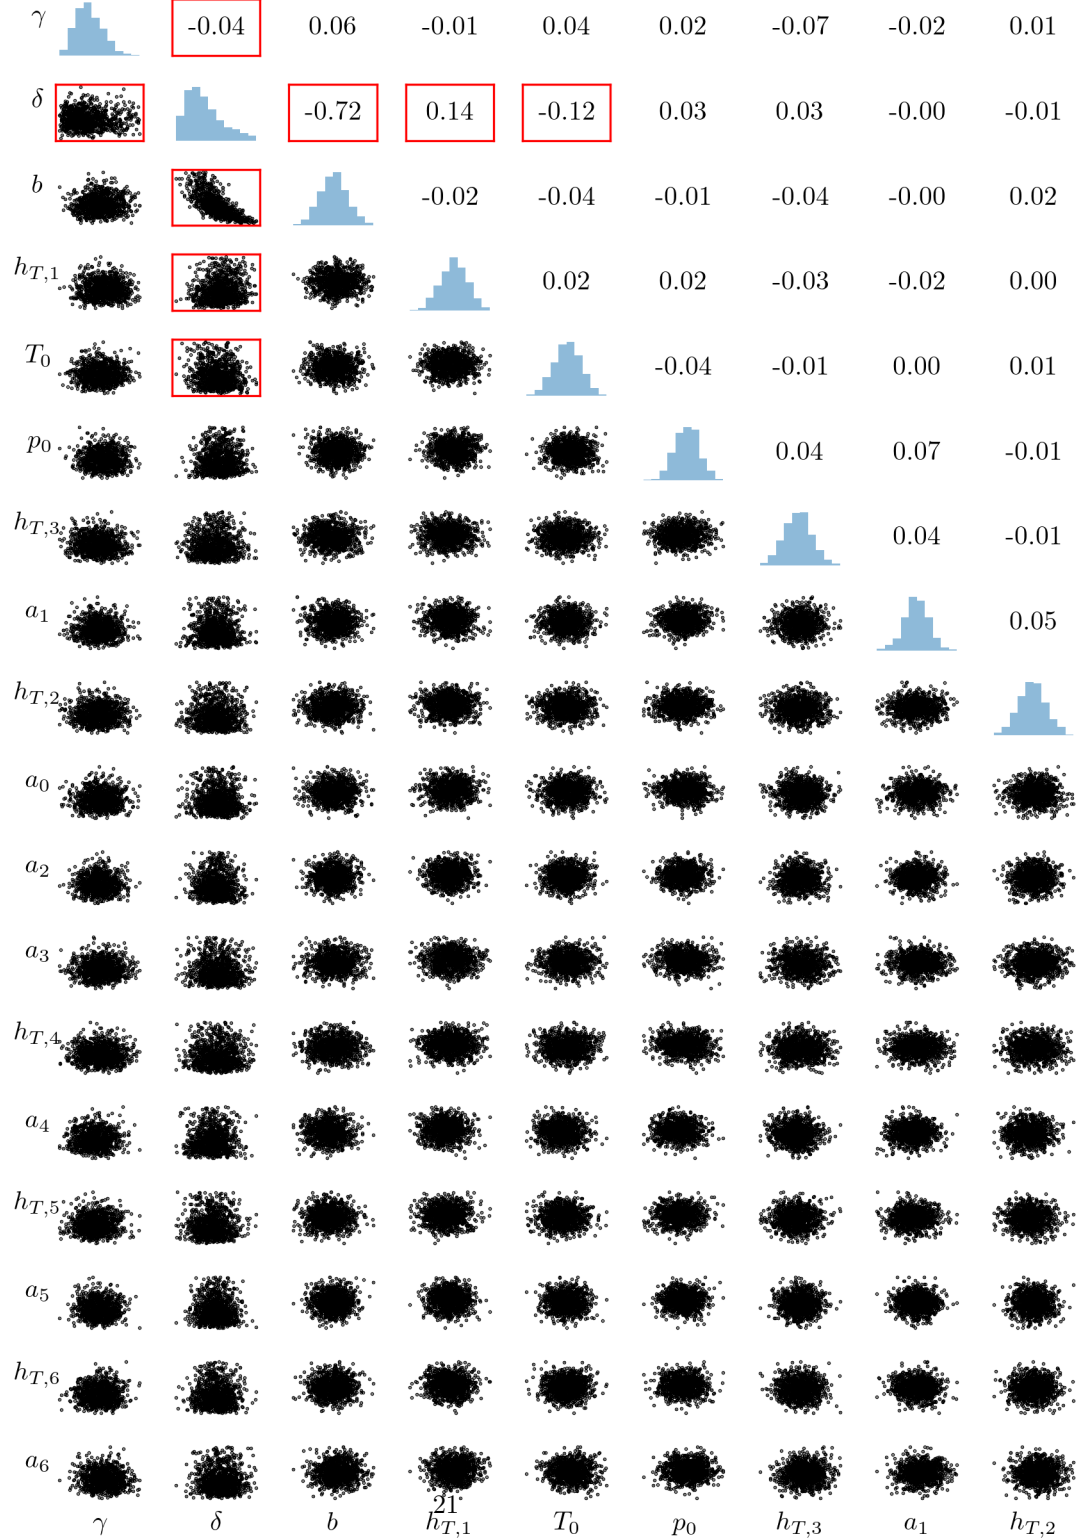 γ -0.04 0.06 -0.01 0.04 0.02 -0.07 -0.02 0.01
δ -0.72 0.14 -0.12 0.03 0.03 -0.00 -0.01
b -0.02 -0.04 -0.01 -0.04 -0.00 0.02
h_{T,1} 0.02 0.02 -0.03 -0.02 0.00
T_0 -0.04 -0.01 0.00 0.01
p_0 0.04 0.07 -0.01
h_{T,3} 0.04 -0.01
a_1 0.05
h_{T,2}
a_0
a_2
a_3
h_{T,4}
a_4
h_{T,5}
a_5
h_{T,6}
a_6
21
γ δ b h_{T,1} T_0 p_0 h_{T,3} a_1 h_{T,2}